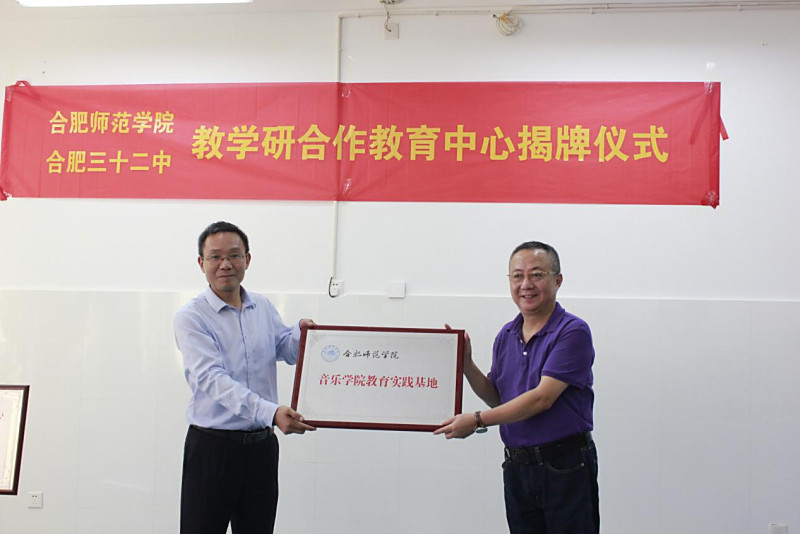 合肥师范学院
合肥三十二中
教学研合作教育中心揭牌仪式
合肥师范学院
音乐学院教育实践基地